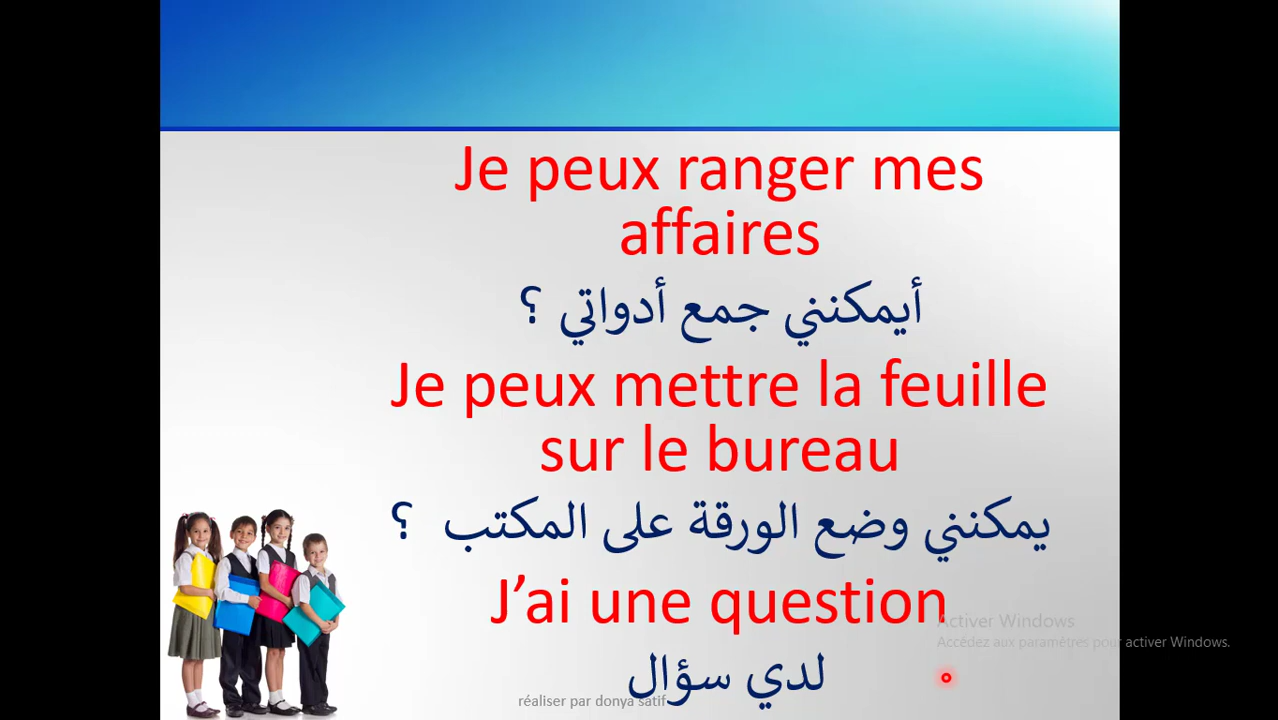 Je peux ranger mes
affaires
أيمكنني جمع أدواتي ؟
Je peux mettre la feuille
sur le bureau
يمكنني وضع الورقة على المكتب ؟
J’ai une question
Activer Windows
Accédez aux paramètres pour activer Windows.
لدي سؤال
réaliser par donya satif